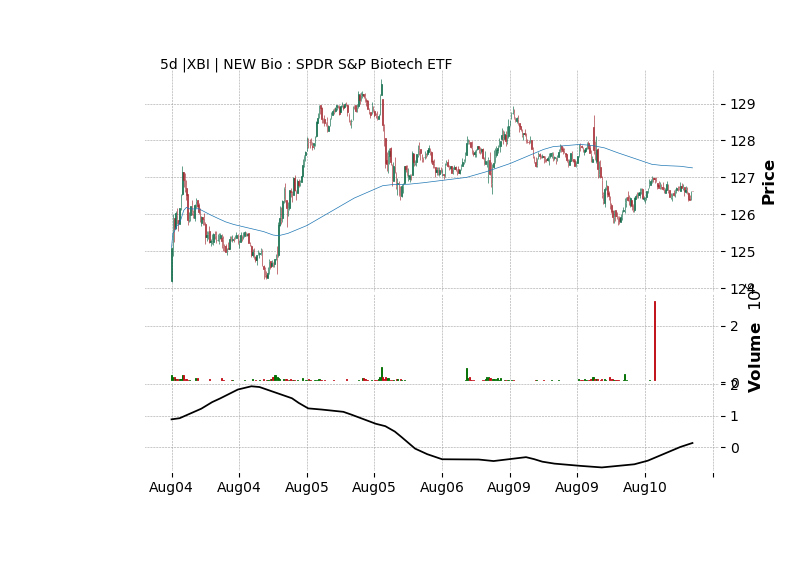 5d |XBI | NEW Bio : SPDR S&P Biotech ETF
129
128
127
126
125
124
Price
2
0
Volume 10
2
1
0
Aug04 Aug04 Aug05 Aug05 Aug06 Aug09 Aug09 Aug10